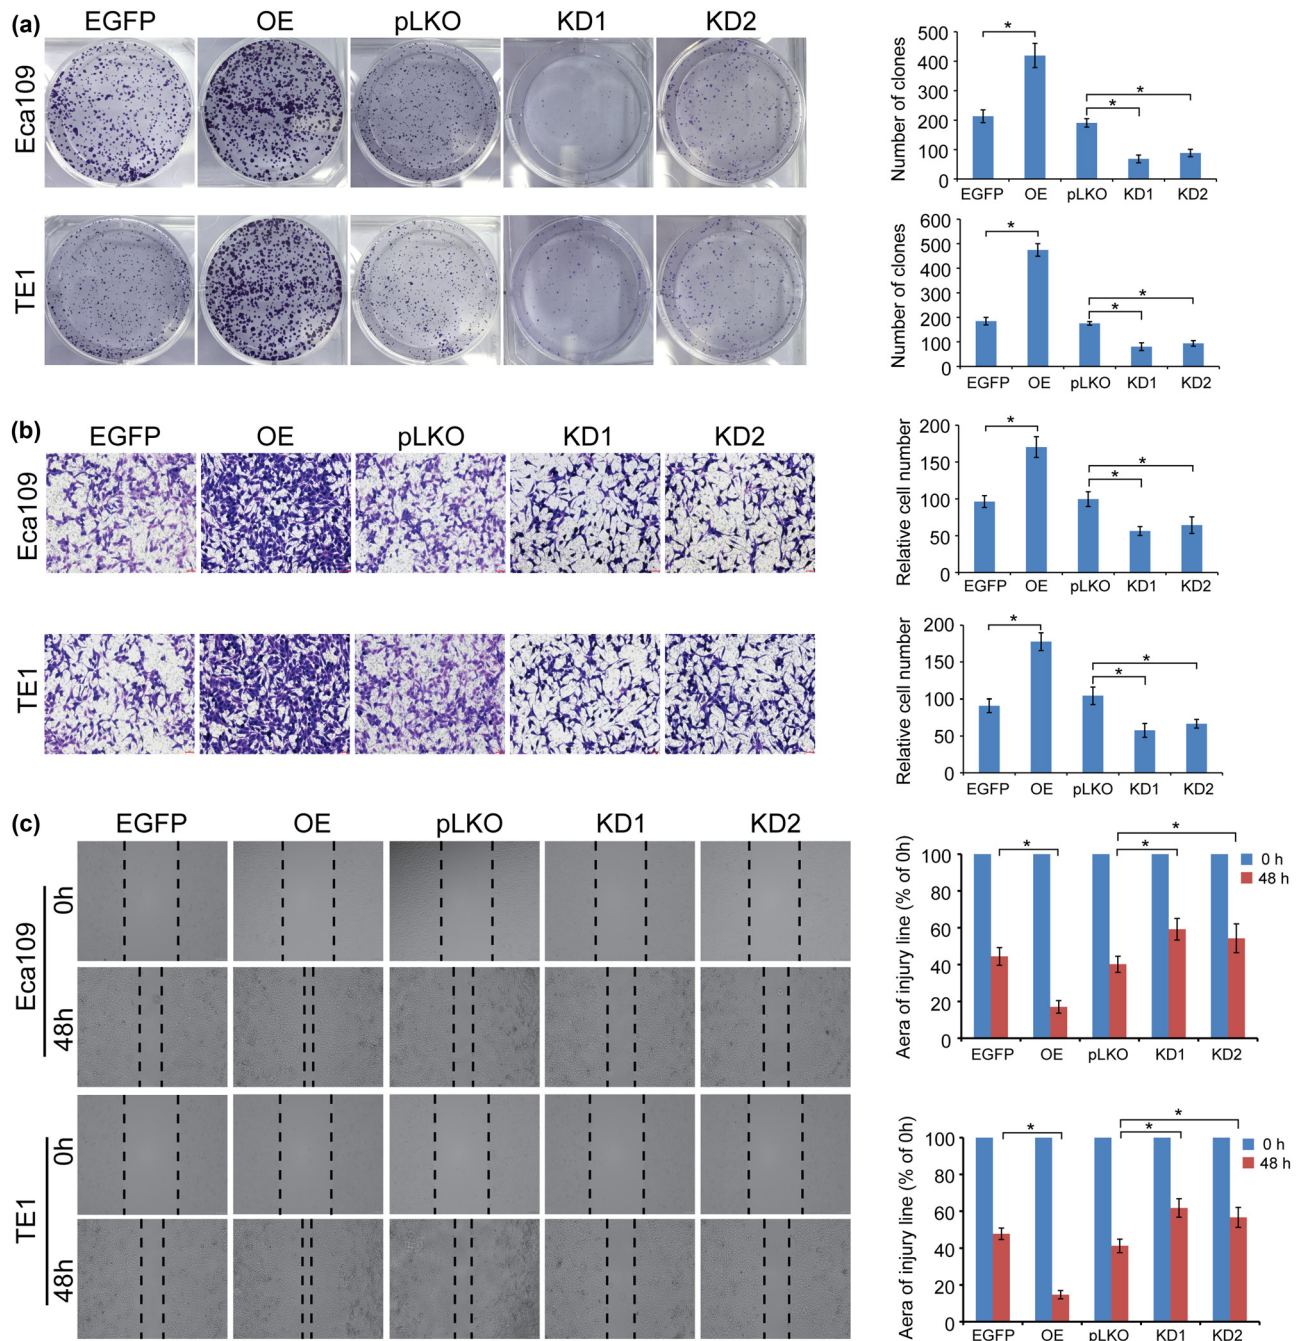 (a)
EGFP OE pLKO KD1 KD2
Eca109
TE1
Number of clones
500
400
300
200
100
0
* * *
EGFP OE pLKO KD1 KD2
Number of clones
600
500
400
300
200
100
0
* * *
EGFP OE pLKO KD1 KD2
(b)
EGFP OE pLKO KD1 KD2
Eca109
TE1
Relative cell number
200
150
100
50
0
* * *
EGFP OE pLKO KD1 KD2
Relative cell number
200
150
100
50
0
* * *
EGFP OE pLKO KD1 KD2
(c)
EGFP OE pLKO KD1 KD2
Eca109
0h
48h
TE1
0h
48h
Aera of injury line (% of 0h)
100
80
60
40
20
0
* * *
0 h
48 h
EGFP OE pLKO KD1 KD2
Aera of injury line (% of 0h)
100
80
60
40
20
0
* * *
0 h
48 h
EGFP OE pLKO KD1 KD2